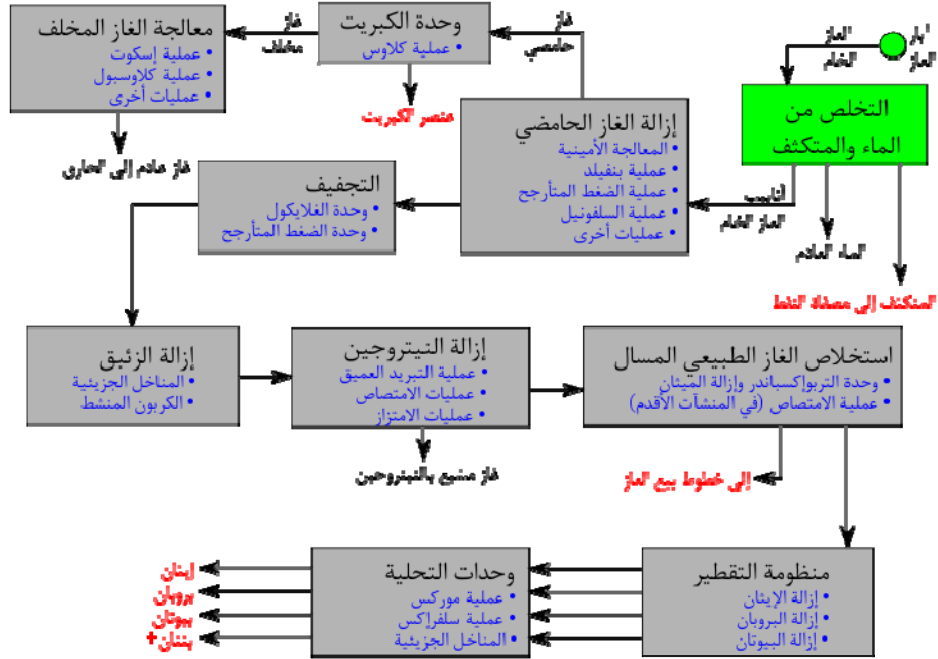 آبار
الغاز
الغاز
الخام
التخلص من
الماء والمتكثف
أنابيب
الغاز الخام
الماء العادم
المتكثف إلى مصفاة النفط
إزالة الغاز الحامضي
• المعالجة الأمينية
• عملية بنفيلد
• عملية الضغط المتأرجح
• عملية السلفونيل
• عمليات أخرى
غاز
حامضي
وحدة الكبريت
• عملية كلاوس
عنصر الكبريت
غاز
مخلف
معالجة الغاز المخلف
• عملية إسكوت
• عملية كلاوسبول
• عمليات أخرى
غاز عادم إلى الحارق
التجفيف
• وحدة الغلايكول
• وحدة الضغط المتأرجح
إزالة الزئبق
• المناخل الجزيئية
• الكربون المنشط
إزالة النيتروجين
• عملية التبريد العميق
• عمليات الامتصاص
• عمليات الامتزاز
غاز مشبع بالنيتروجين
استخلاص الغاز الطبيعي المسال
• وحدة التربوإكسباندر وإزالة الميثان
• عملية الامتصاص (في المنشآت الأقدم)
إلى خطوط بيع الغاز
منظومة التقطير
• إزالة الإيثان
• إزالة البروبان
• إزالة البيوتان
وحدات التحلية
• عملية موركس
• عملية سلفراكس
• المناخل الجزيئية
إيثان
بروبان
بيوتان
بنتان+